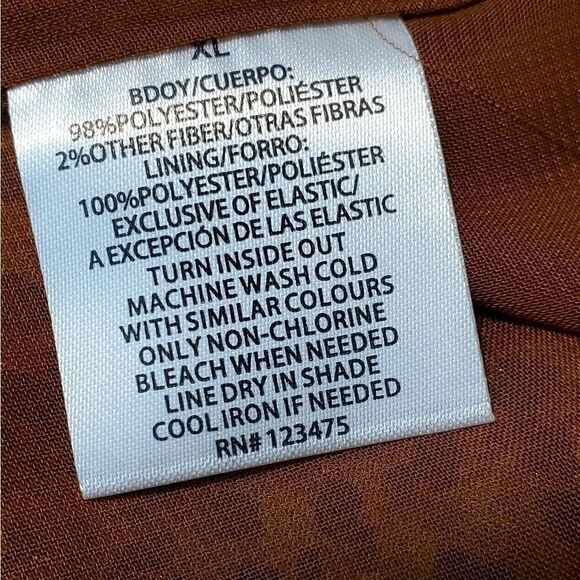 XL
BDOY/CUERPO:
98%POLYESTER/POLIÉSTER
2%OTHER FIBER/OTRAS FIBRAS
LINING/FORRO:
100%POLYESTER/POLIÉSTER
EXCLUSIVE OF ELASTIC/
A EXCEPCIÓN DE LAS ELASTIC
TURN INSIDE OUT
MACHINE WASH COLD
WITH SIMILAR COLOURS
ONLY NON-CHLORINE
BLEACH WHEN NEEDED
LINE DRY IN SHADE
COOL IRON IF NEEDED
RN# 123475